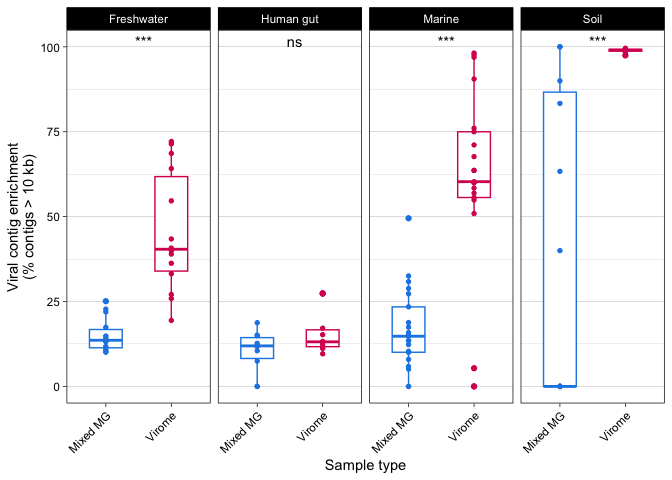 Freshwater Human gut Marine Soil
*** ns *** ***
100
75
50
25
0
Viral contig enrichment
(% contigs > 10 kb)
Mixed MG Virome Mixed MG Virome Mixed MG Virome Mixed MG Virome
Sample type